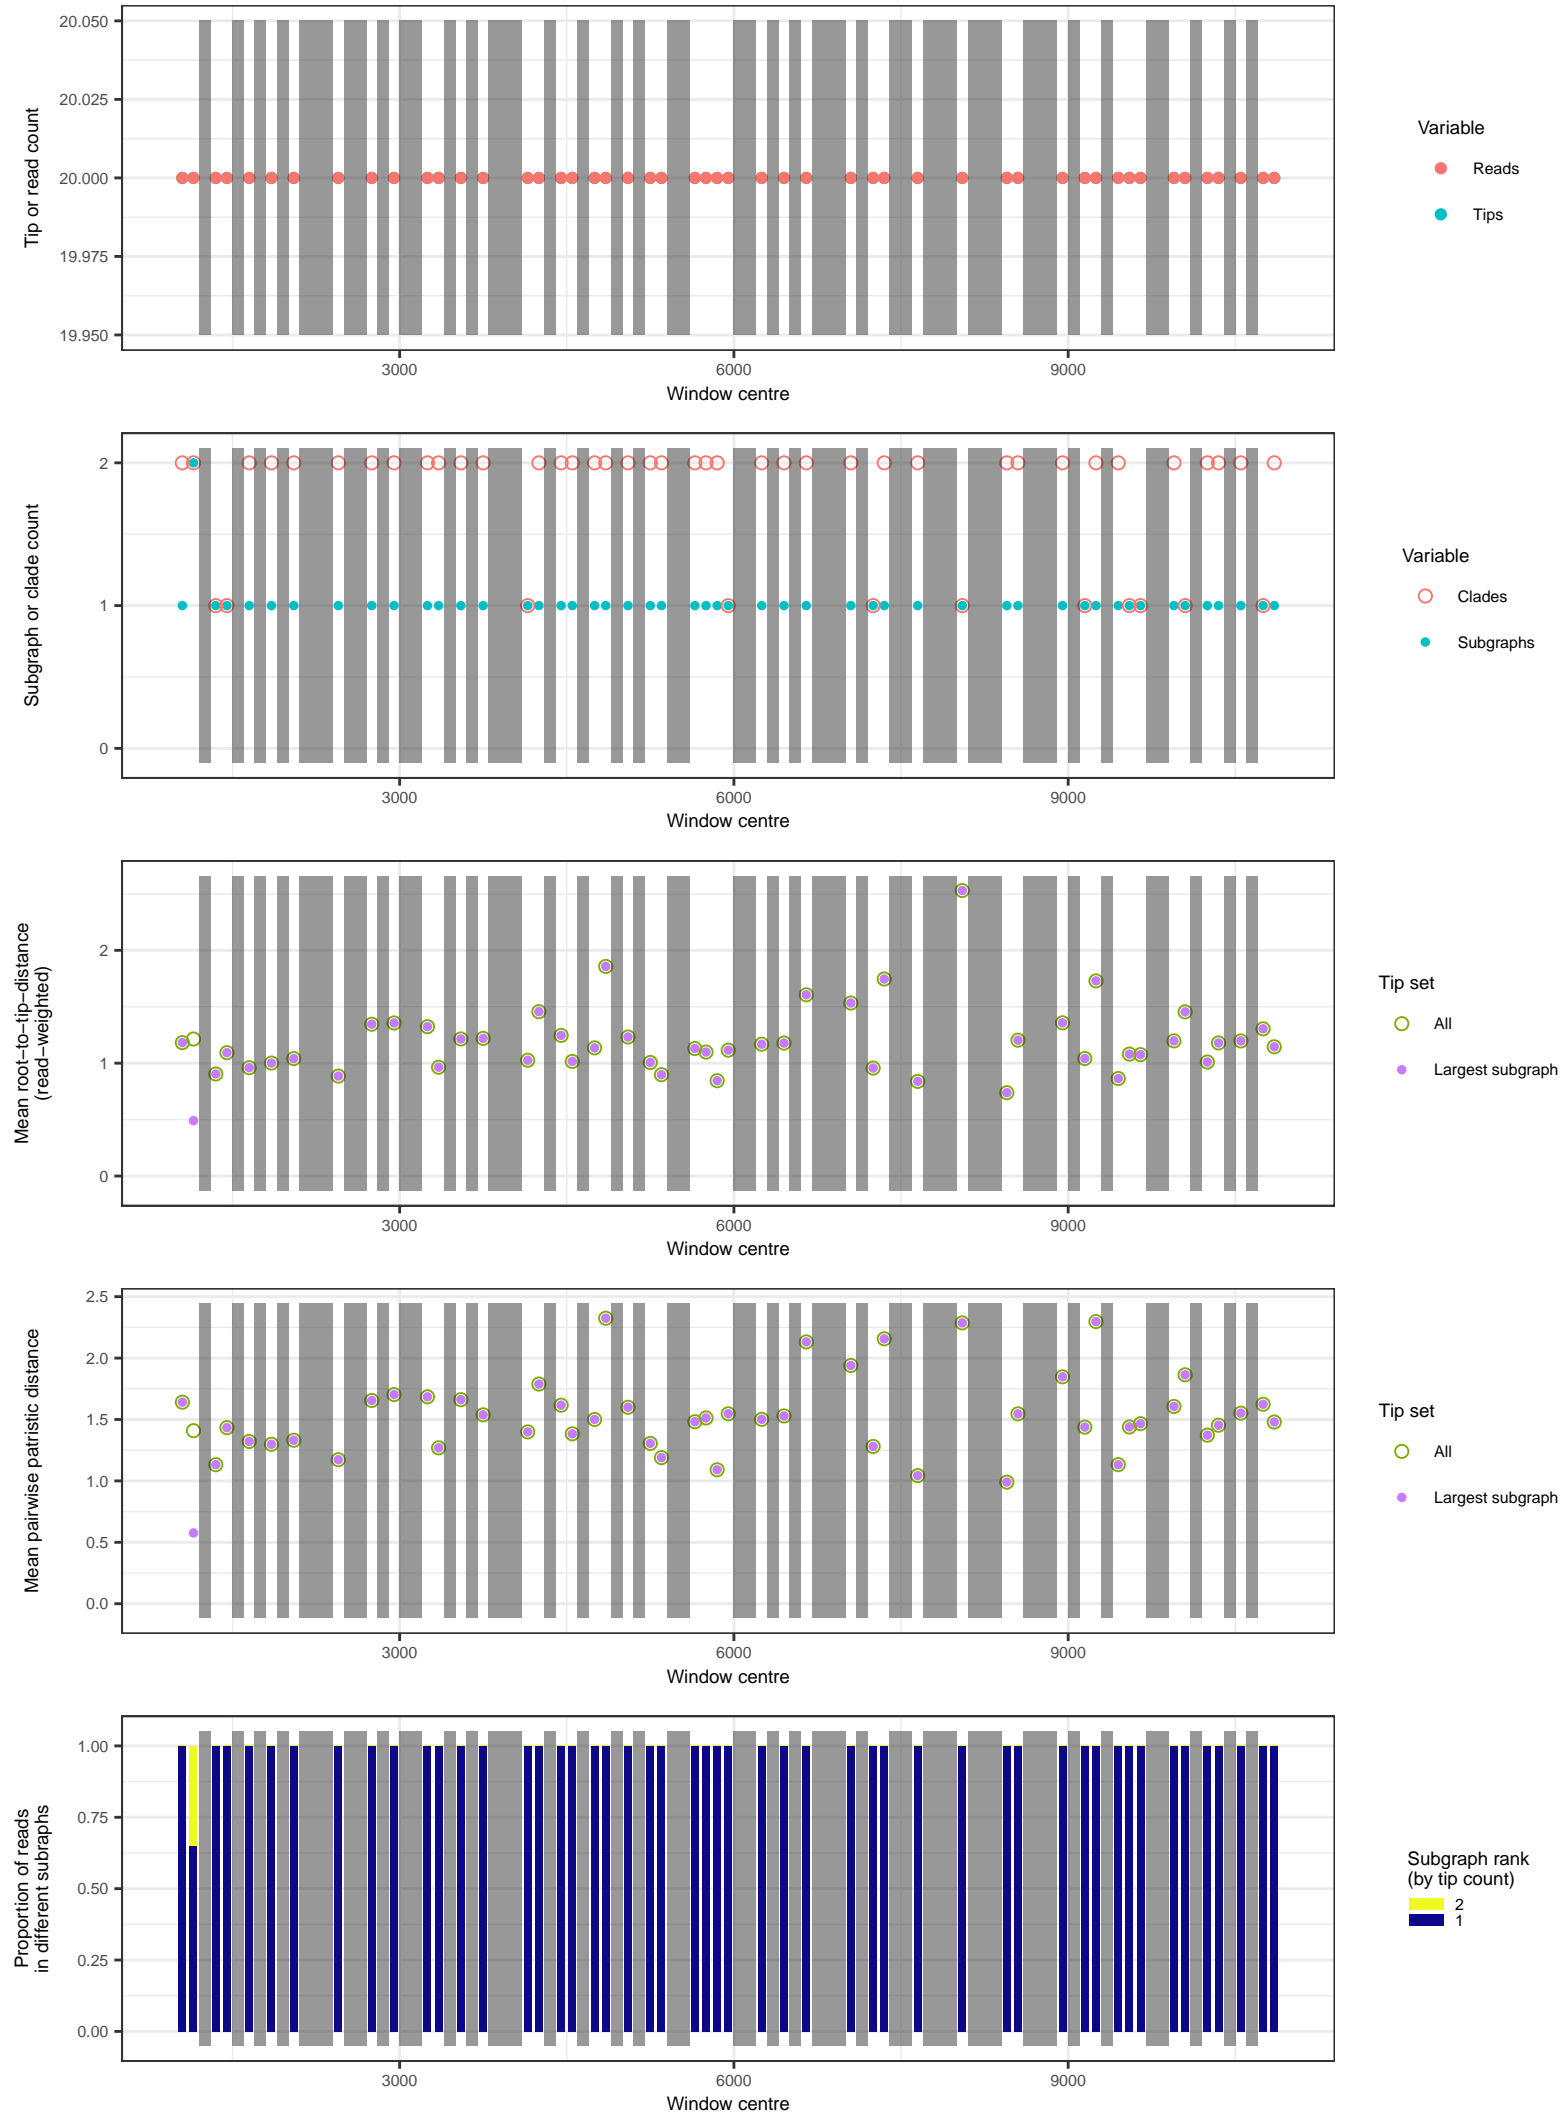 20.050
20.025
20.000
19.975
19.950
Tip or read count
3000
6000
9000
Window centre
Variable
Reads
Tips
2
1
0
Subgraph or clade count
3000
6000
9000
Window centre
Variable
Clades
Subgraphs
2
1
0
Mean root−to−tip−distance
(read−weighted)
3000
6000
9000
Window centre
Tip set
All
Largest subgraph
2.5
2.0
1.5
1.0
0.5
0.0
Mean pairwise patristic distance
3000
6000
9000
Window centre
Tip set
All
Largest subgraph
1.00
0.75
0.50
0.25
0.00
Proportion of reads
in different subraphs
3000
6000
9000
Window centre
Subgraph rank
(by tip count)
2
1